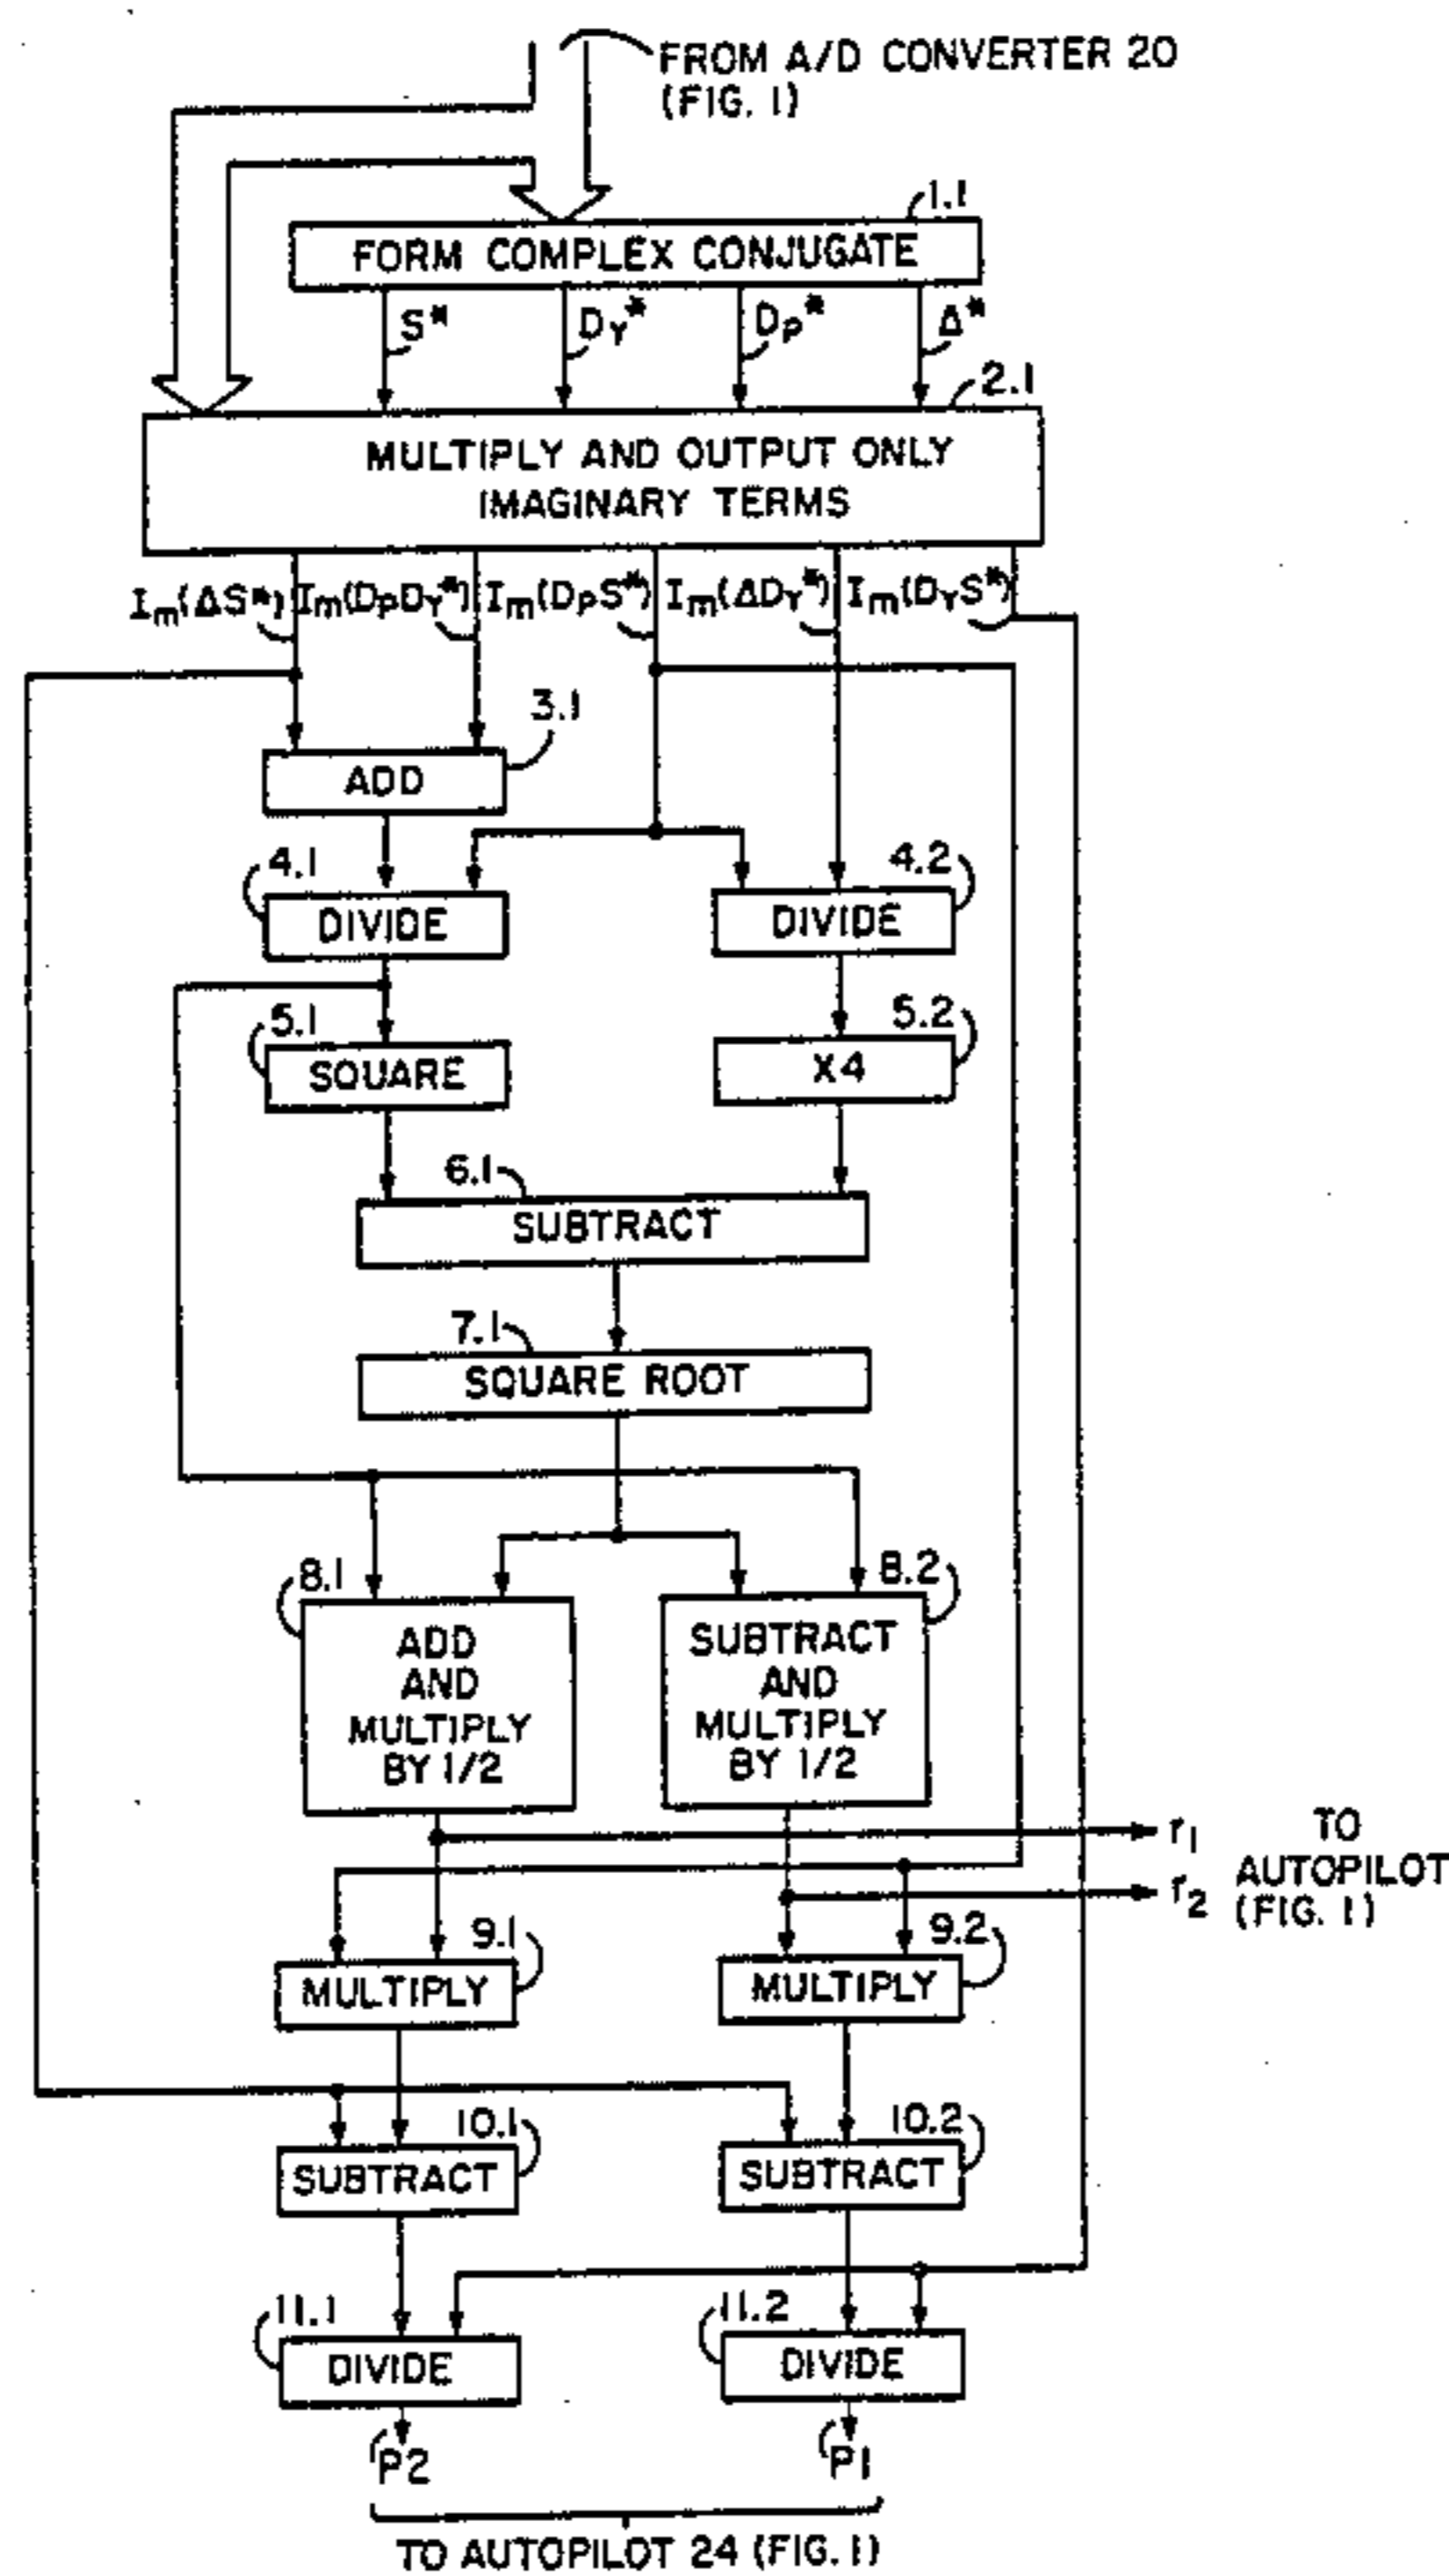 FROM A/D CONVERTER 20
(FIG. 1)
1.1
FORM COMPLEX CONJUGATE
S* DY* DP* Δ*
2.1
MULTIPLY AND OUTPUT ONLY
IMAGINARY TERMS
Im(ΔS*) Im(DPDY*) Im(DPS*) Im(ΔDY*) Im(DYS*)
3.1
ADD
4.1 4.2
DIVIDE DIVIDE
5.1 5.2
SQUARE X4
6.1
SUBTRACT
7.1
SQUARE ROOT
8.1 8.2
ADD
AND
MULTIPLY
BY 1/2
SUBTRACT
AND
MULTIPLY
BY 1/2
r1
r2
TO
AUTOPILOT
(FIG. 1)
9.1 9.2
MULTIPLY MULTIPLY
10.1 10.2
SUBTRACT SUBTRACT
11.1 11.2
DIVIDE DIVIDE
P2 P1
TO AUTOPILOT 24 (FIG. 1)